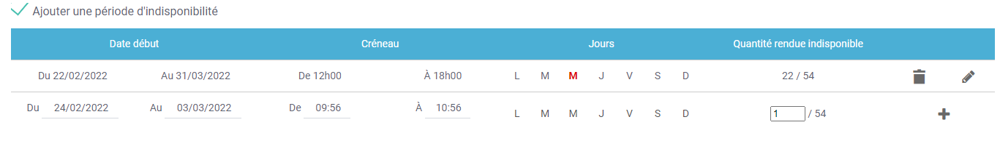 Ajouter une période d'indisponibilité
Date début Créneau Jours Quantité rendue indisponible
Du 22/02/2022 Au 31/03/2022 De 12h00 À 18h00 L M M J V S D 22 / 54
Du 24/02/2022 Au 03/03/2022 De 09:56 À 10:56 L M M J V S D 1 / 54